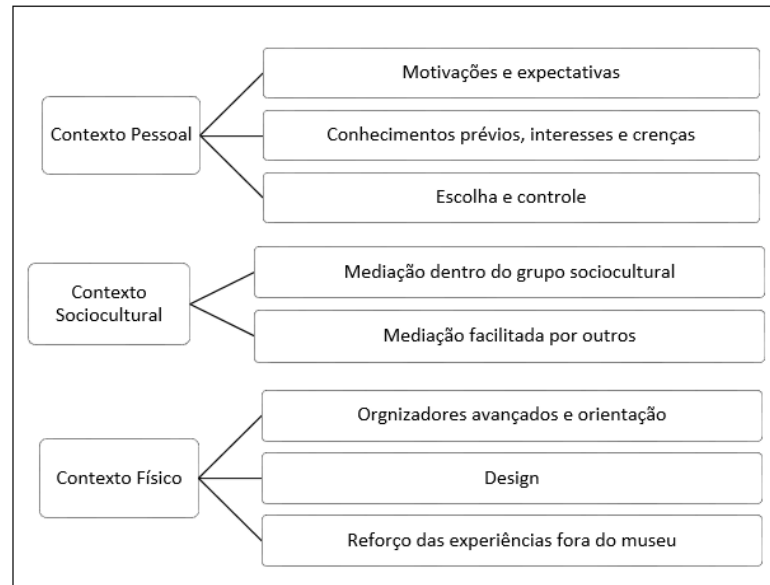 Contexto Pessoal
Motivações e expectativas
Conhecimentos prévios, interesses e crenças
Escolha e controle
Contexto
Sociocultural
Mediação dentro do grupo sociocultural
Mediação facilitada por outros
Contexto Físico
Orgnizadores avançados e orientação
Design
Reforço das experiências fora do museu